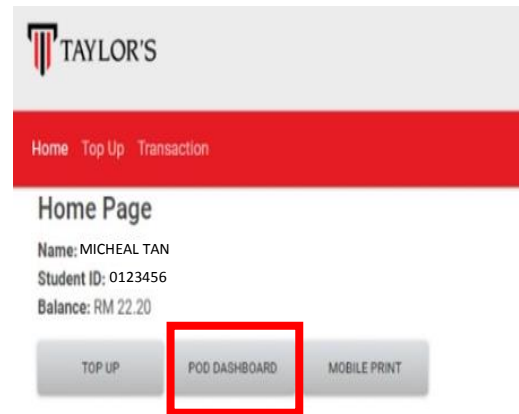 TAYLOR'S
Home Top Up Transaction
Home Page
Name: MICHEAL TAN
Student ID: 0123456
Balance: RM 22.20
TOP UP POD DASHBOARD MOBILE PRINT